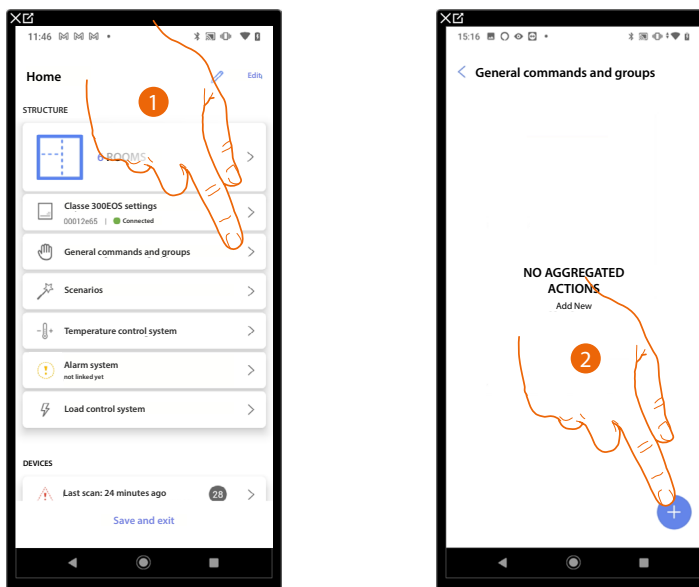 11:46
Home
Edit
STRUCTURE
1
6 ROOMS
Classe 300EOS settings
00012e65 | Connected
General commands and groups
Scenarios
Temperature control system
Alarm system
not linked yet
Load control system
DEVICES
Last scan: 24 minutes ago
28
Save and exit
15:16
General commands and groups
NO AGGREGATED
ACTIONS
Add New
2